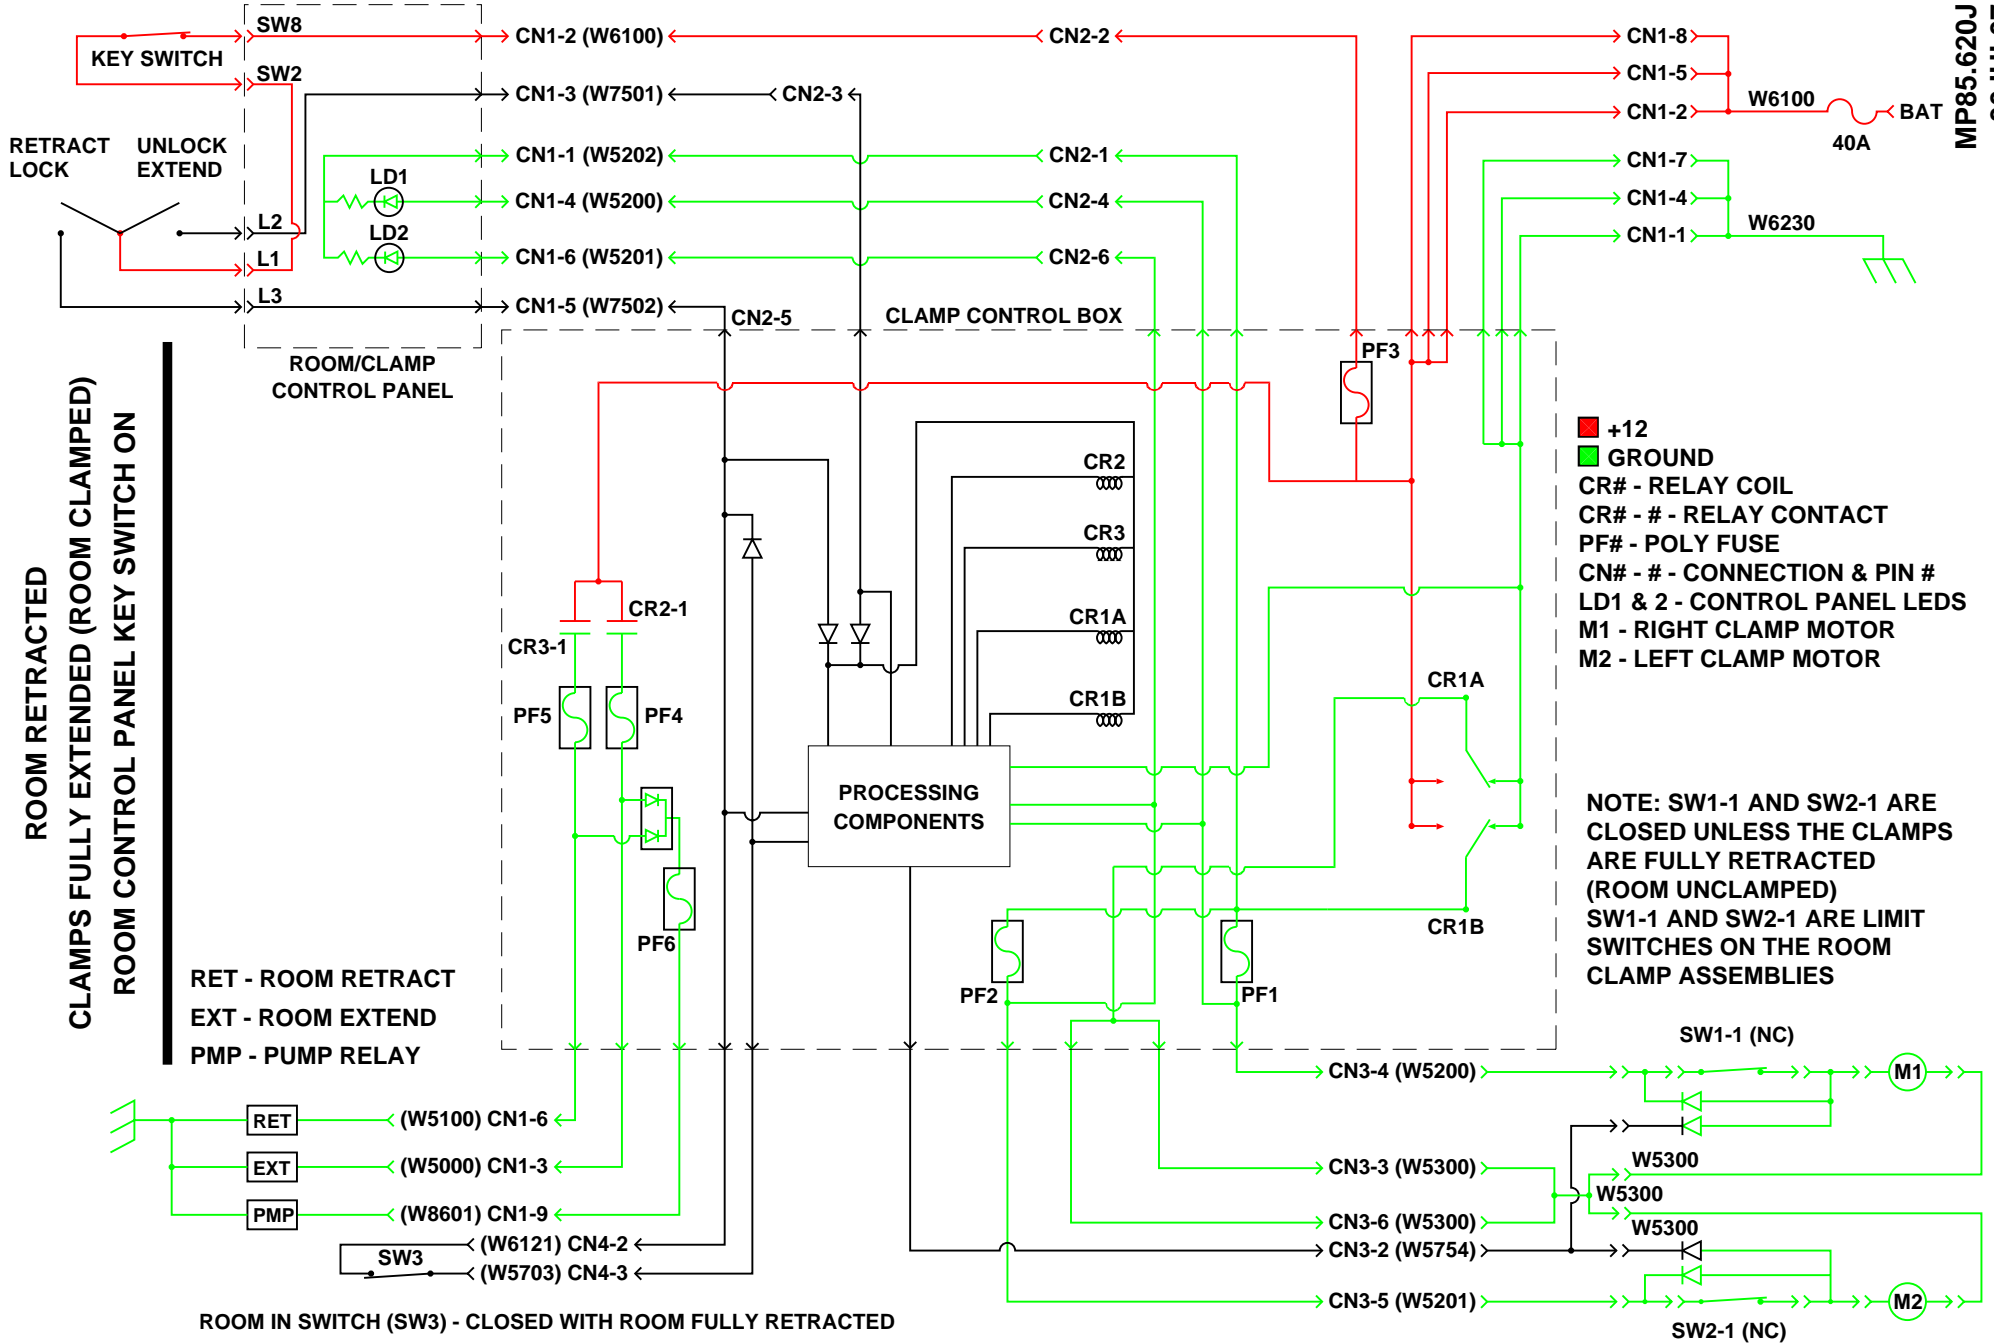 SW8
KEY SWITCH
SW2
CN1-2 (W6100)
CN2-2
CN1-3 (W7501)
CN2-3
RETRACT
LOCK
UNLOCK
EXTEND
CN1-1 (W5202)
CN2-1
LD1
CN1-4 (W5200)
CN2-4
L2
LD2
L1
CN1-6 (W5201)
CN2-6
L3
CN1-5 (W7502)
CN2-5
ROOM/CLAMP
CONTROL PANEL
CLAMP CONTROL BOX
CN1-8
CN1-5
CN1-2
W6100
40A
BAT
CN1-7
CN1-4
CN1-1
W6230
MP85.620J
PF3
ROOM RETRACTED
CLAMPS FULLY EXTENDED (ROOM CLAMPED)
ROOM CONTROL PANEL KEY SWITCH ON
+12
GROUND
CR# - RELAY COIL
CR# - # - RELAY CONTACT
PF# - POLY FUSE
CN# - # - CONNECTION & PIN #
LD1 & 2 - CONTROL PANEL LEDS
M1 - RIGHT CLAMP MOTOR
M2 - LEFT CLAMP MOTOR
CR2
CR3
CR1A
CR1B
CR2-1
CR3-1
PF5
PF4
PF6
PROCESSING
COMPONENTS
CR1A
CR1B
PF2
PF1
NOTE: SW1-1 AND SW2-1 ARE
CLOSED UNLESS THE CLAMPS
ARE FULLY RETRACTED
(ROOM UNCLAMPED)
SW1-1 AND SW2-1 ARE LIMIT
SWITCHES ON THE ROOM
CLAMP ASSEMBLIES
RET - ROOM RETRACT
EXT - ROOM EXTEND
PMP - PUMP RELAY
SW1-1 (NC)
CN3-4 (W5200)
M1
RET
(W5100) CN1-6
EXT
(W5000) CN1-3
CN3-3 (W5300)
W5300
W5300
PMP
(W8601) CN1-9
CN3-6 (W5300)
W5300
(W6121) CN4-2
CN3-2 (W5754)
SW3
(W5703) CN4-3
CN3-5 (W5201)
M2
SW2-1 (NC)
ROOM IN SWITCH (SW3) - CLOSED WITH ROOM FULLY RETRACTED